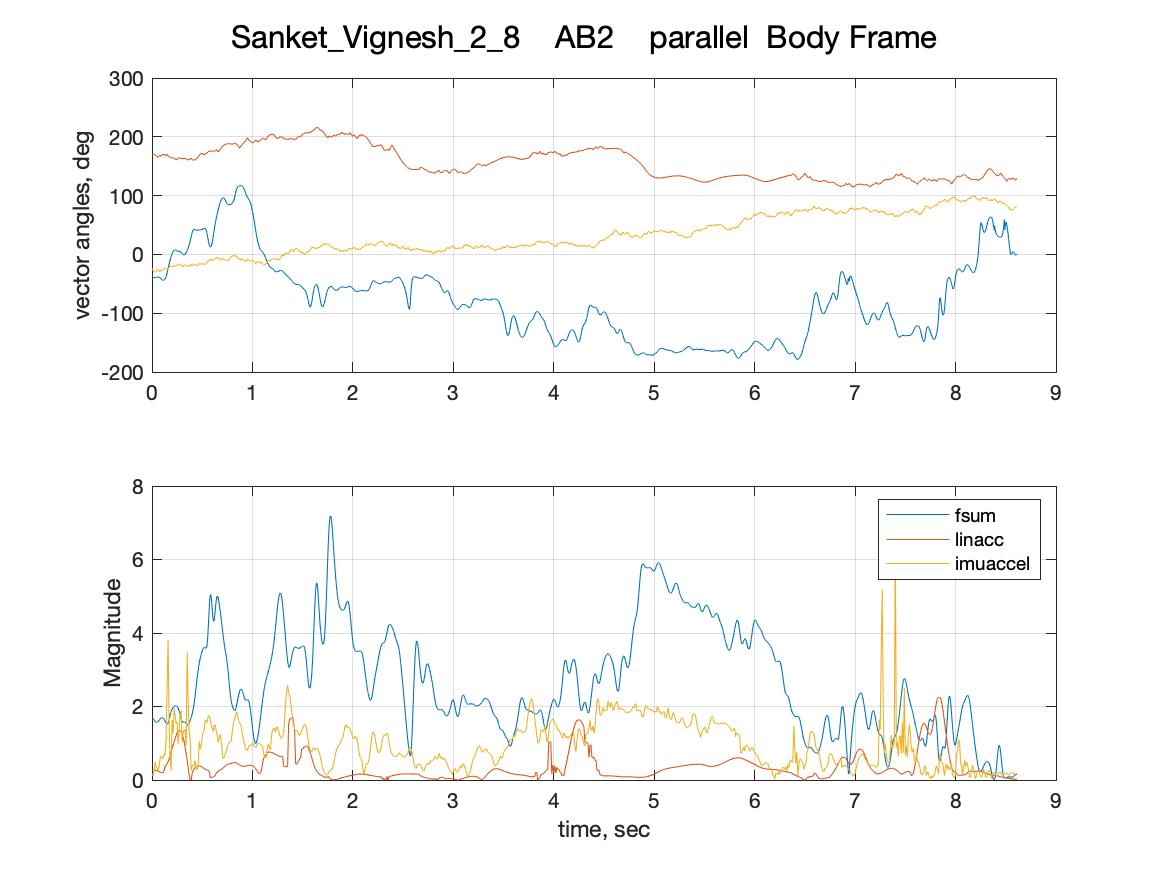 Sanket_Vignesh_2_8 AB2 parallel Body Frame
300
200
100
0
-100
-200
vector angles, deg
0 1 2 3 4 5 6 7 8 9
8
6
4
2
0
Magnitude
fsum
linacc
imuaccel
0 1 2 3 4 5 6 7 8 9
time, sec